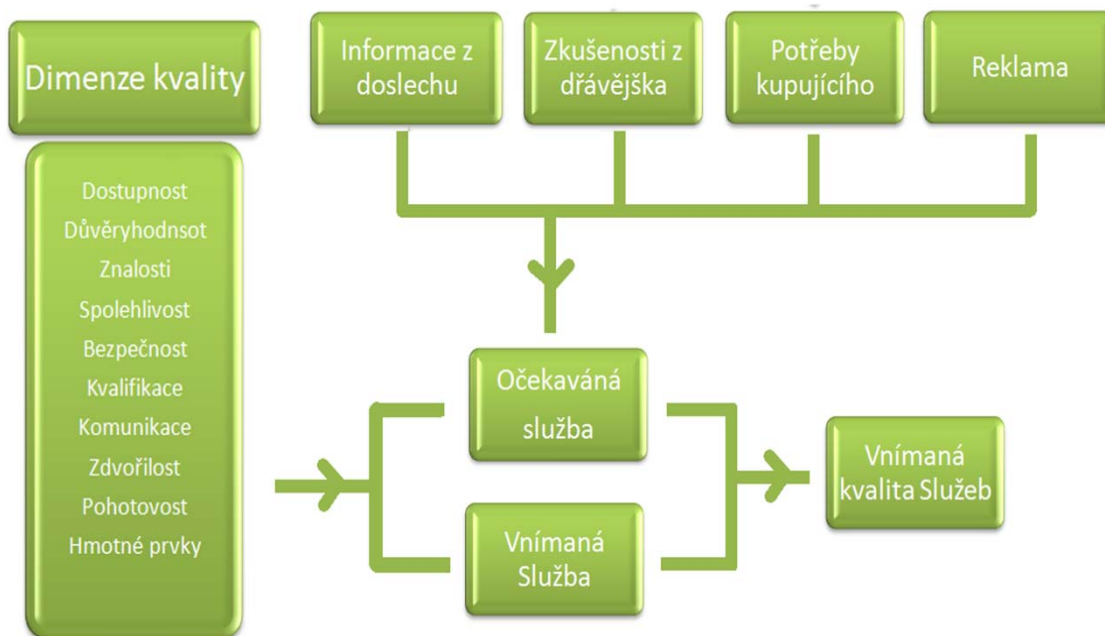 Dimenze kvality
Dostupnost
Důvěryhodnsot
Znalosti
Spolehlivost
Bezpečnost
Kvalifikace
Komunikace
Zdvořilost
Pohotovost
Hmotné prvky
Informace z
doslechu
Zkušenosti z
dřávějška
Potřeby
kupujícího
Reklama
Očekaváná
služba
Vnímaná
Služba
Vnímaná
kvalita Služeb